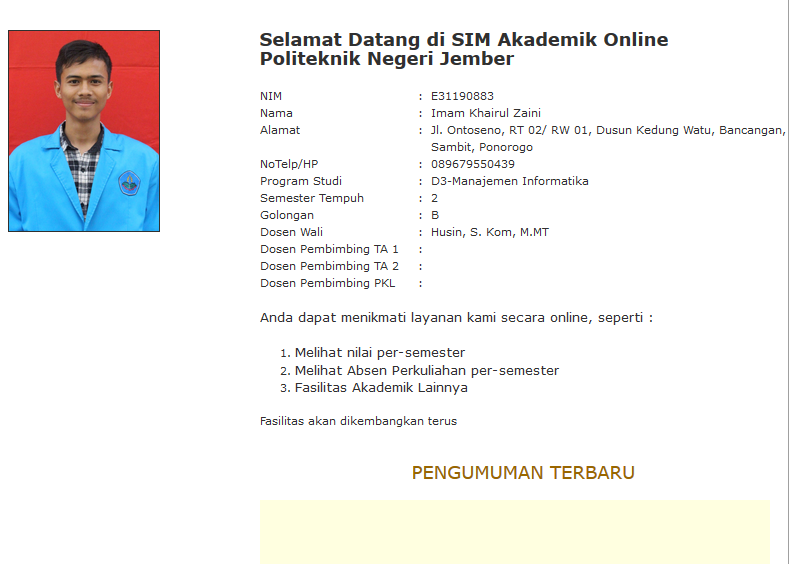 Selamat Datang di SIM Akademik Online
Politeknik Negeri Jember
NIM : E31190883
Nama : Imam Khairul Zaini
Alamat : Jl. Ontoseno, RT 02/ RW 01, Dusun Kedung Watu, Bancangan,
Sambit, Ponorogo
NoTelp/HP : 089679550439
Program Studi : D3-Manajemen Informatika
Semester Tempuh : 2
Golongan : B
Dosen Wali : Husin, S. Kom, M.MT
Dosen Pembimbing TA 1 :
Dosen Pembimbing TA 2 :
Dosen Pembimbing PKL :
Anda dapat menikmati layanan kami secara online, seperti :
1. Melihat nilai per-semester
2. Melihat Absen Perkuliahan per-semester
3. Fasilitas Akademik Lainnya
Fasilitas akan dikembangkan terus
PENGUMUMAN TERBARU